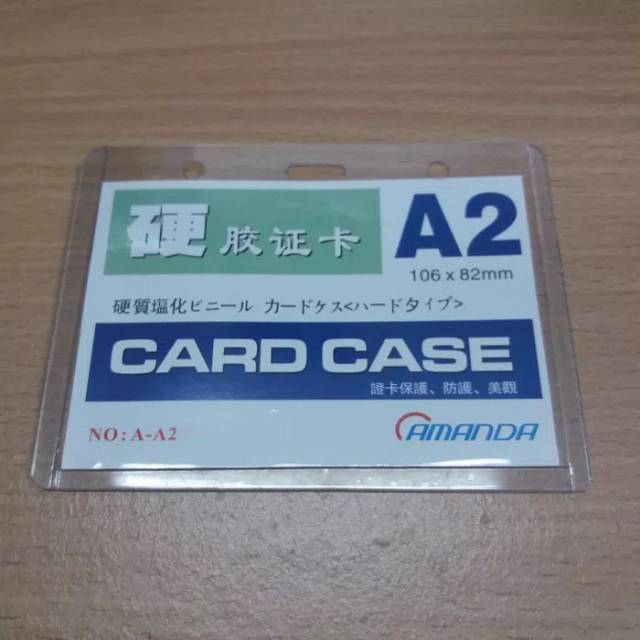 硬胶证卡 A2
106 x 82mm
硬質塩化ビニール カードケス<ハードタイプ>
CARD CASE
證卡保護、防護、美觀
NO: A-A2
AMANDA